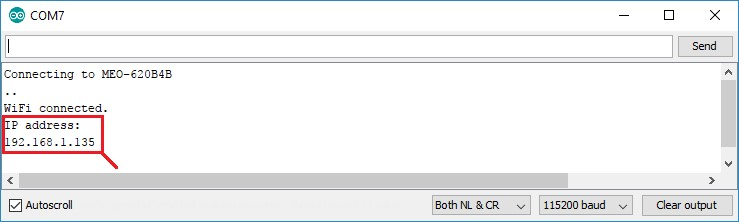 COM7
Send
Connecting to MEO-620B4B
..
WiFi connected.
IP address:
192.168.1.135
Autoscroll
Both NL & CR
115200 baud
Clear output